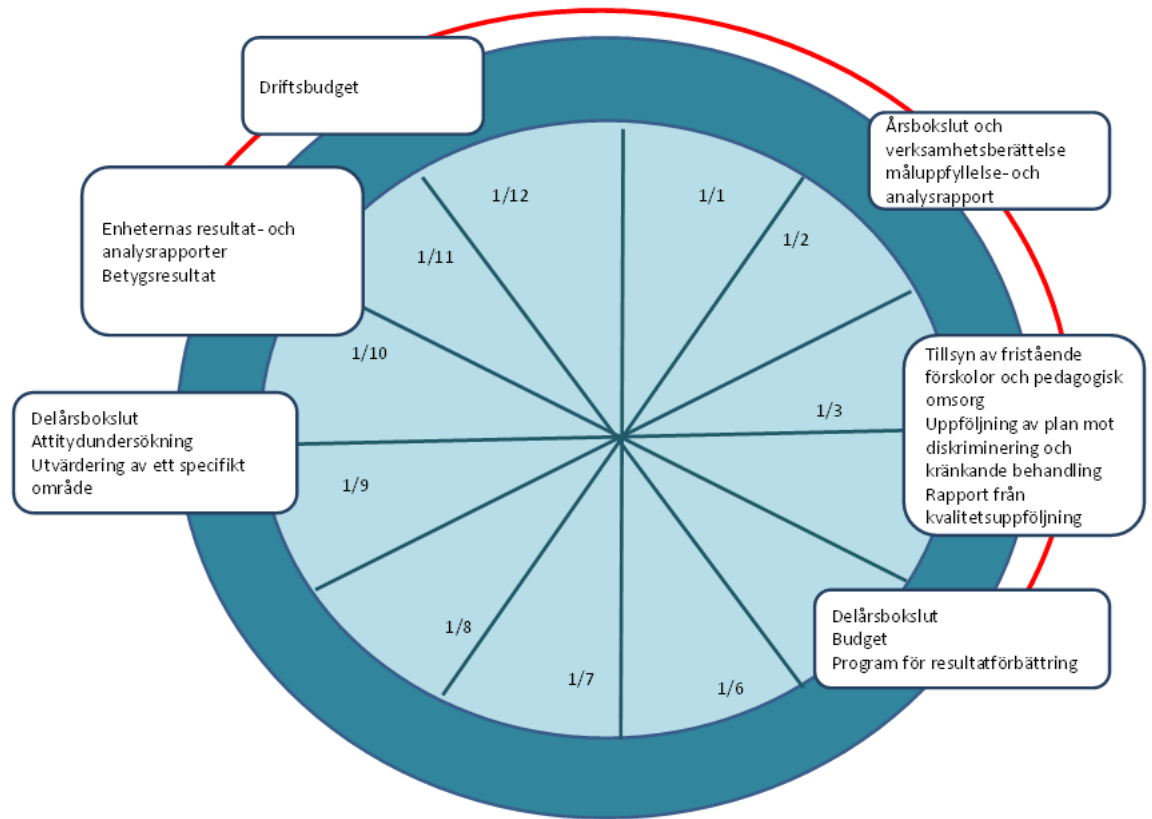 Driftsbudget
Årsbokslut och
verksamhetsberättelse
måluppfyllelse- och
analysrapport
Enheternas resultat- och
analysrapporter
Betygsresultat
1/12
1/1
1/2
1/11
1/10
1/3
Tillsyn av fristående
förskolor och pedagogisk
omsorg
Uppföljning av plan mot
diskriminering och
kränkande behandling
Rapport från
kvalitetsuppföljning
Delårsbokslut
Attitydundersökning
Utvärdering av ett specifikt
område
1/9
1/8
1/7
1/6
Delårsbokslut
Budget
Program för resultatförbättring